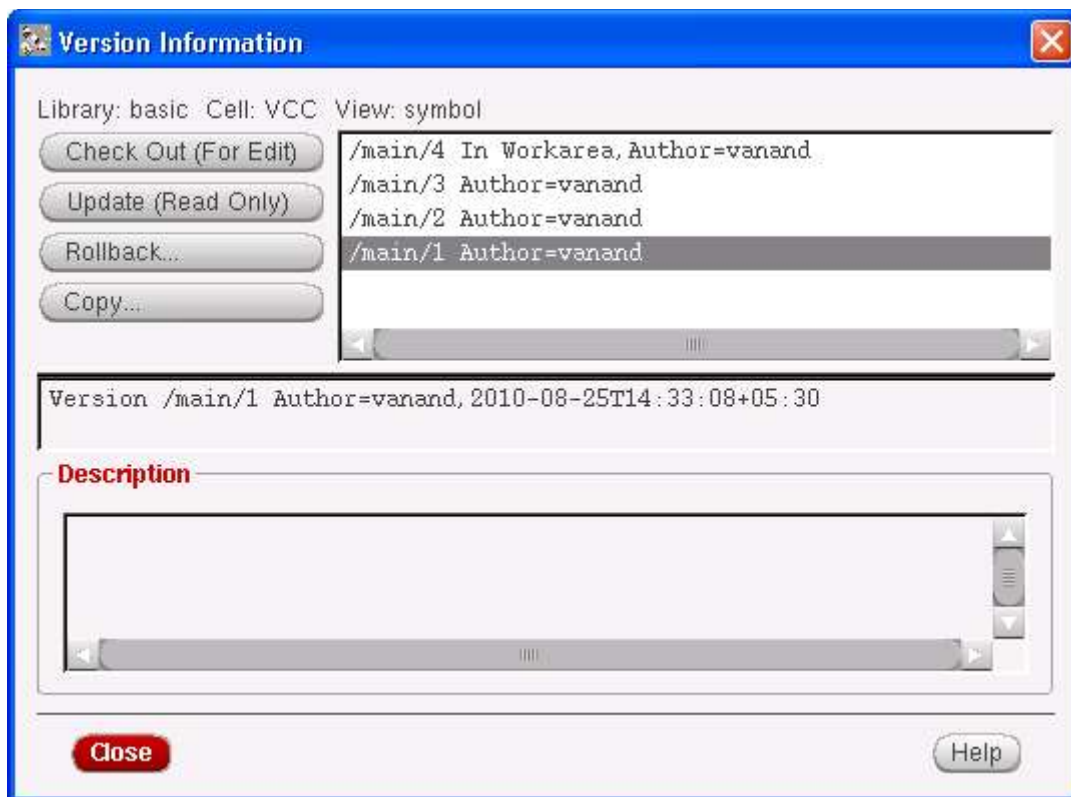 Version Information
Library: basic Cell: VCC View: symbol
Check Out (For Edit)
Update (Read Only)
Rollback...
Copy...
/main/4 In Workarea, Author=vanand
/main/3 Author=vanand
/main/2 Author=vanand
/main/1 Author=vanand
Version /main/1 Author=vanand, 2010-08-25T14:33:08+05:30
Description
Close
Help